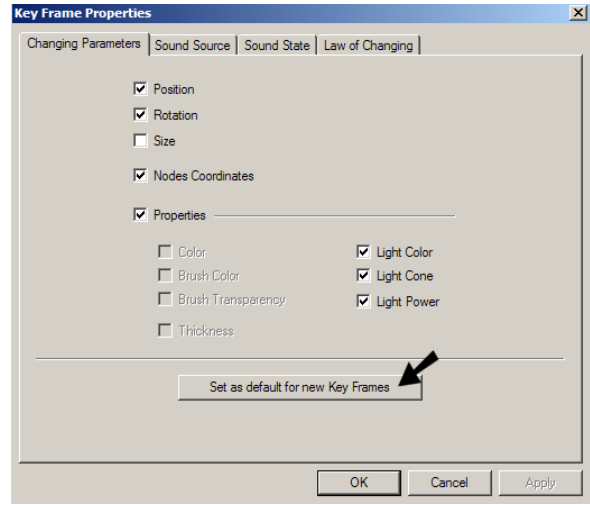 Key Frame Properties
Changing Parameters Sound Source Sound State Law of Changing
Position
Rotation
Size
Nodes Coordinates
Properties
Color Light Color
Brush Color Light Cone
Brush Transparency Light Power
Thickness
Set as default for new Key Frames
OK Cancel Apply